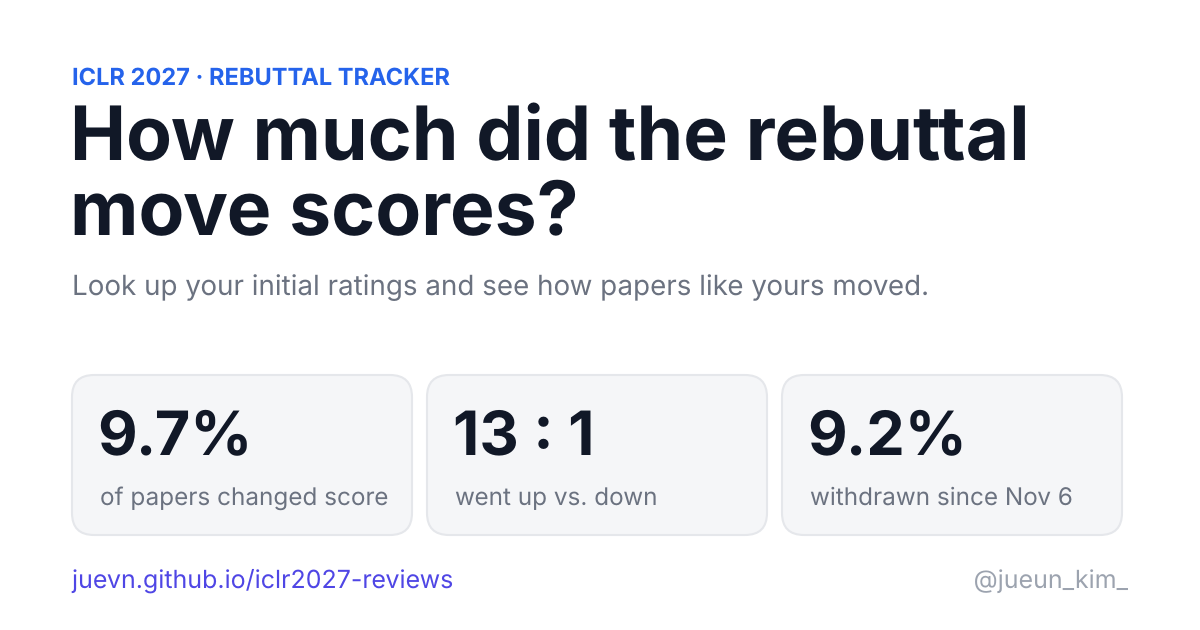 ICLR 2027 · REBUTTAL TRACKER
How much did the rebuttal
move scores?
Look up your initial ratings and see how papers like yours moved.
9.7%
of papers changed score
13 : 1
went up vs. down
9.2%
withdrawn since Nov 6
juevn.github.io/iclr2027-reviews
@jueun_kim_